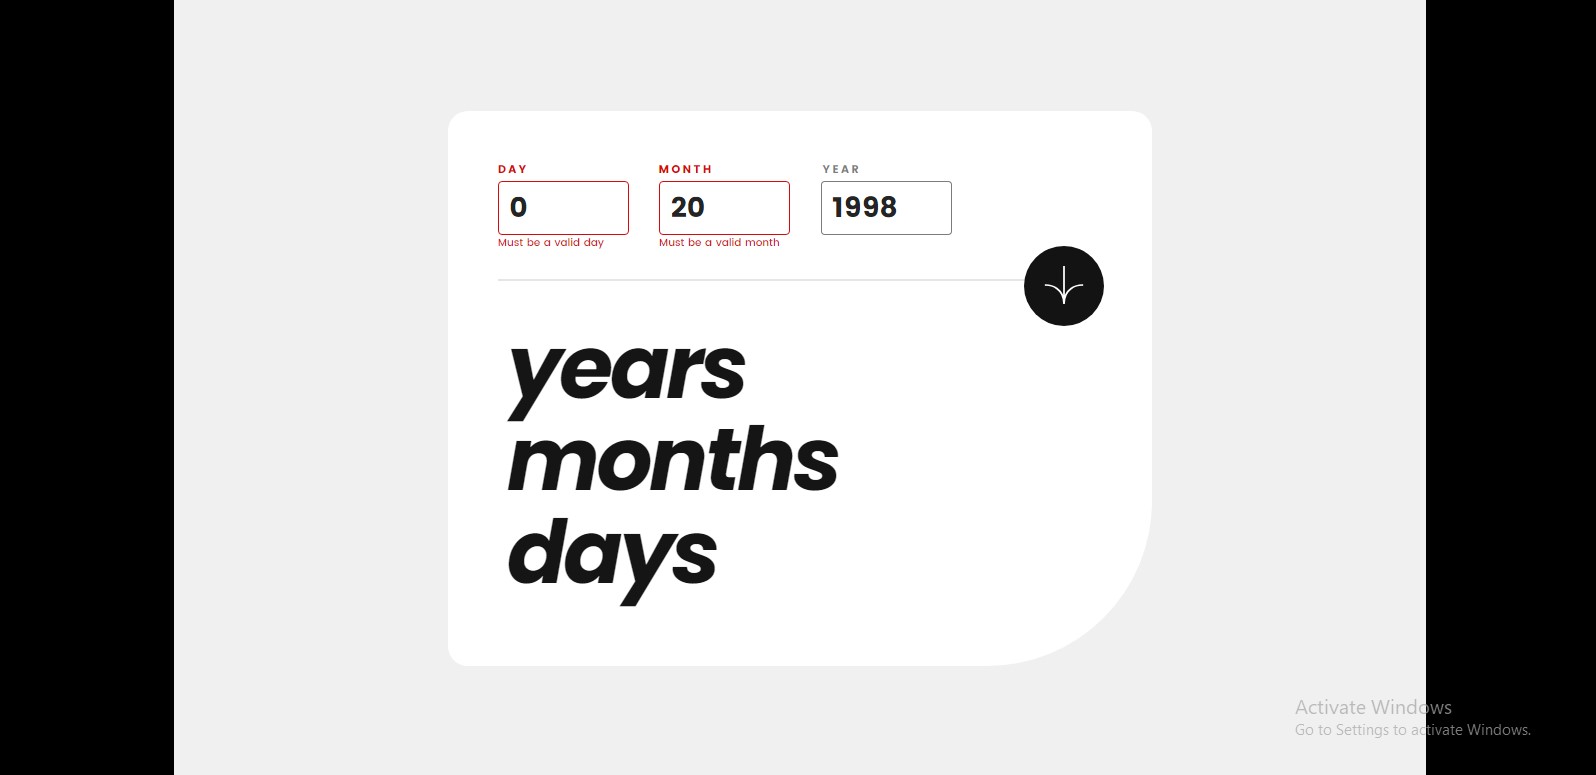 DAY MONTH YEAR
0 20 1998
Must be a valid day Must be a valid month
years
months
days
Activate Windows
Go to Settings to activate Windows.